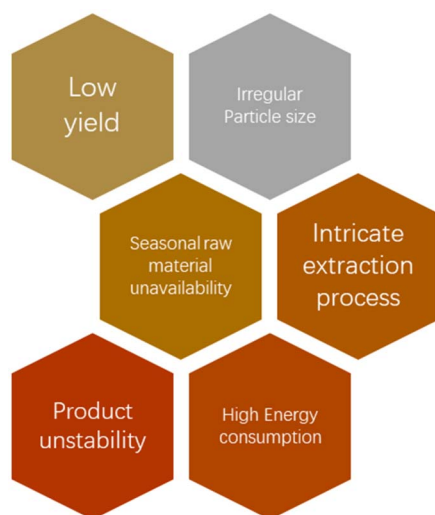 Low
yield
Irregular
Particle size
Seasonal raw
material
unavailability
Intricate
extraction
process
Product
unstability
High Energy
consumption